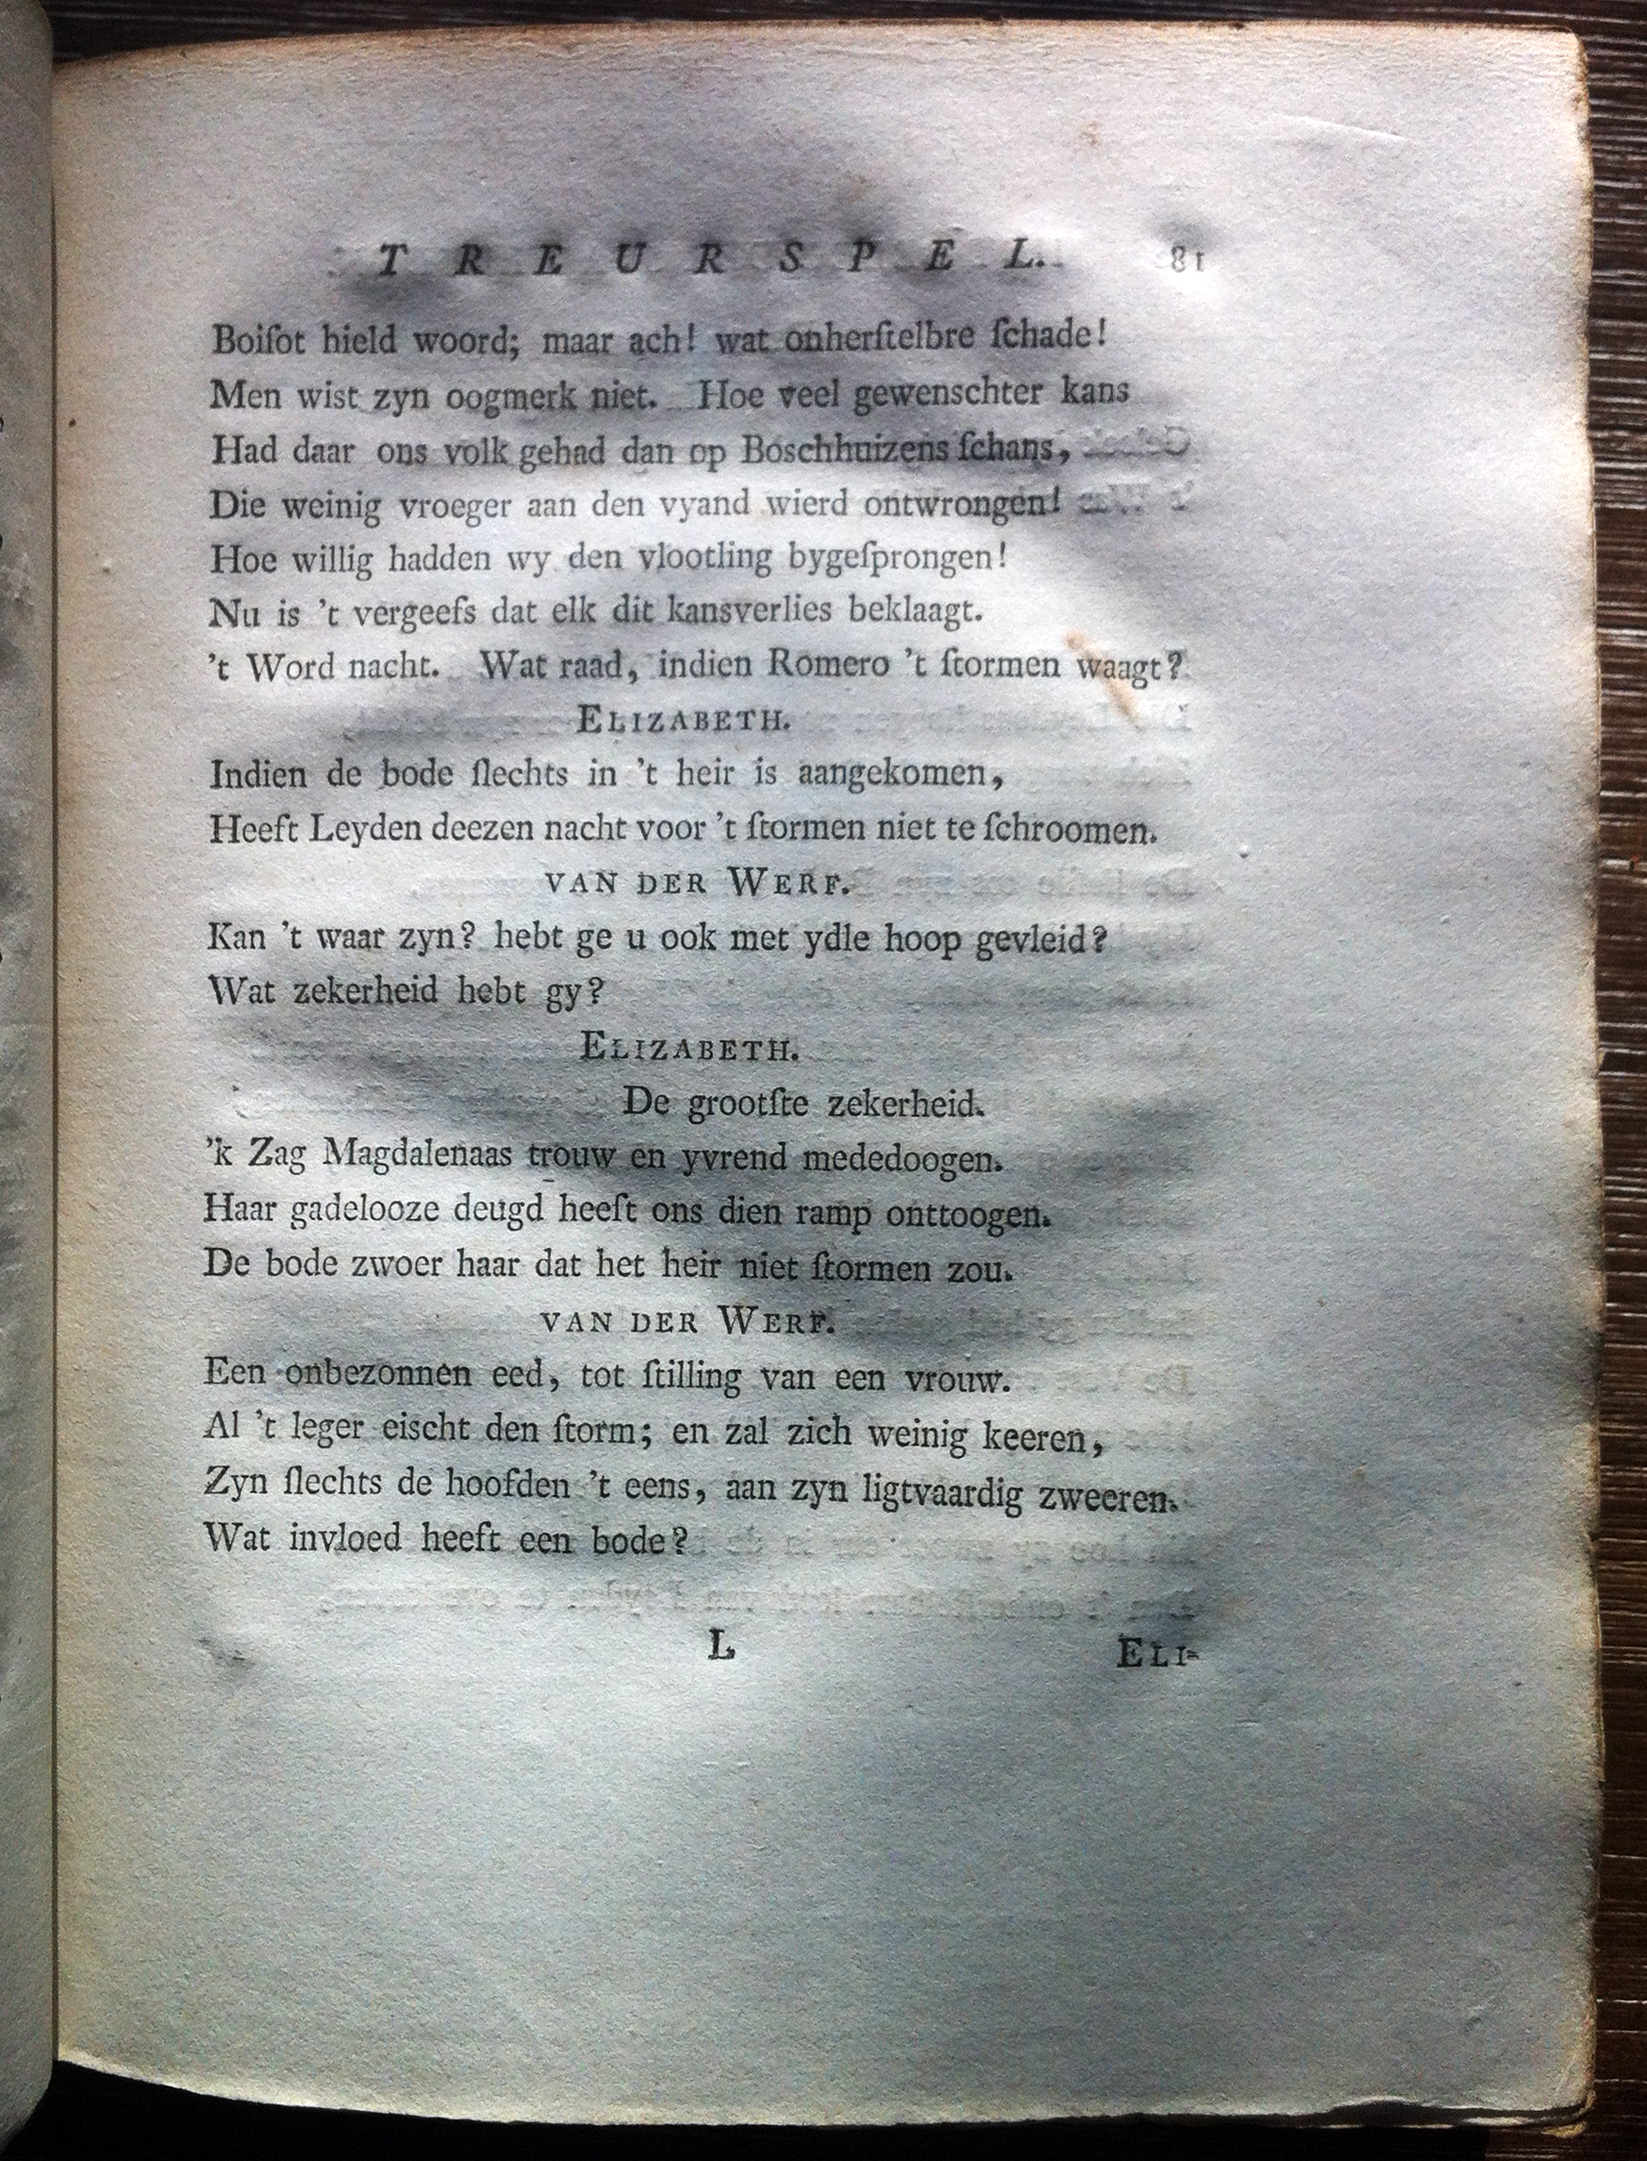 TREURSPEL. 81
Boiſot hield woord; maar ach! wat onherſtelbre ſchade!
Men wist zyn oogmerk niet. Hoe veel gewenschter kans
Had daar ons volk gehad dan op Boschhuizens ſchans,
Die weinig vroeger aan den vyand wierd ontwrongen!
Hoe willig hadden wy den vlootling bygeſprongen!
Nu is 't vergeefs dat elk dit kansverlies beklaagt.
't Word nacht. Wat raad, indien Romero 't ſtormen waagt?
ELIZABETH.
Indien de bode ſlechts in 't heir is aangekomen,
Heeft Leyden deezen nacht voor 't ſtormen niet te ſchroomen.
VAN DER WERF.
Kan 't waar zyn? hebt ge u ook met ydle hoop gevleid?
Wat zekerheid hebt gy?
ELIZABETH.
De grootſte zekerheid.
'k Zag Magdalenaas trouw en yvrend mededoogen.
Haar gadelooze deugd heeft ons dien ramp onttoogen.
De bode zwoer haar dat het heir niet ſtormen zou.
VAN DER WERF.
Een onbezonnen eed, tot ſtilling van een vrouw.
Al 't leger eischt den ſtorm; en zal zich weinig keeren,
Zyn ſlechts de hoofden 't eens, aan zyn ligtvaardig zweeren.
Wat invloed heeft een bode?
L ELI-